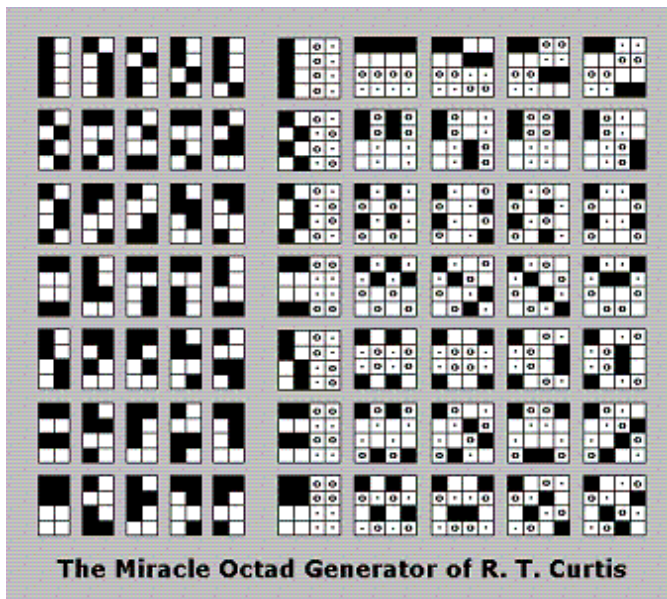 The Miracle Octad Generator of R. T. Curtis